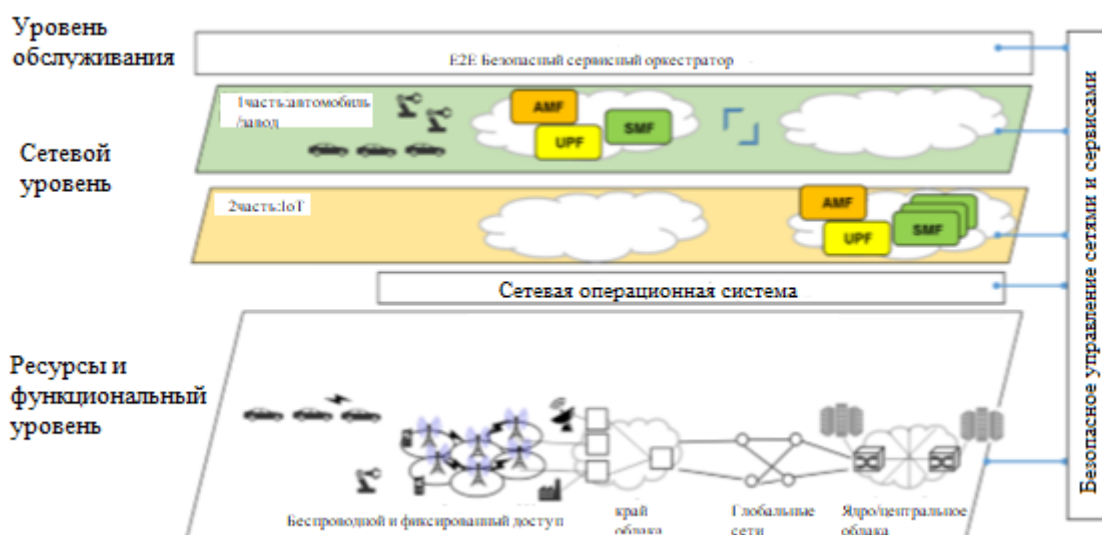 Уровень
обслуживания
E2E Безопасный сервисный оркестратор
1часть:автомобиль
/завод
AMF
UPF
SMF
Сетевой
уровень
2часть:IoT
AMF
UPF
SMF
Сетевая операционная система
Ресурсы и
функциональный
уровень
Беспроводной и фиксированный доступ
край
облака
Глобальные
сети
Ядро/центральное
облака
Безопасное управление сетями и сервисами